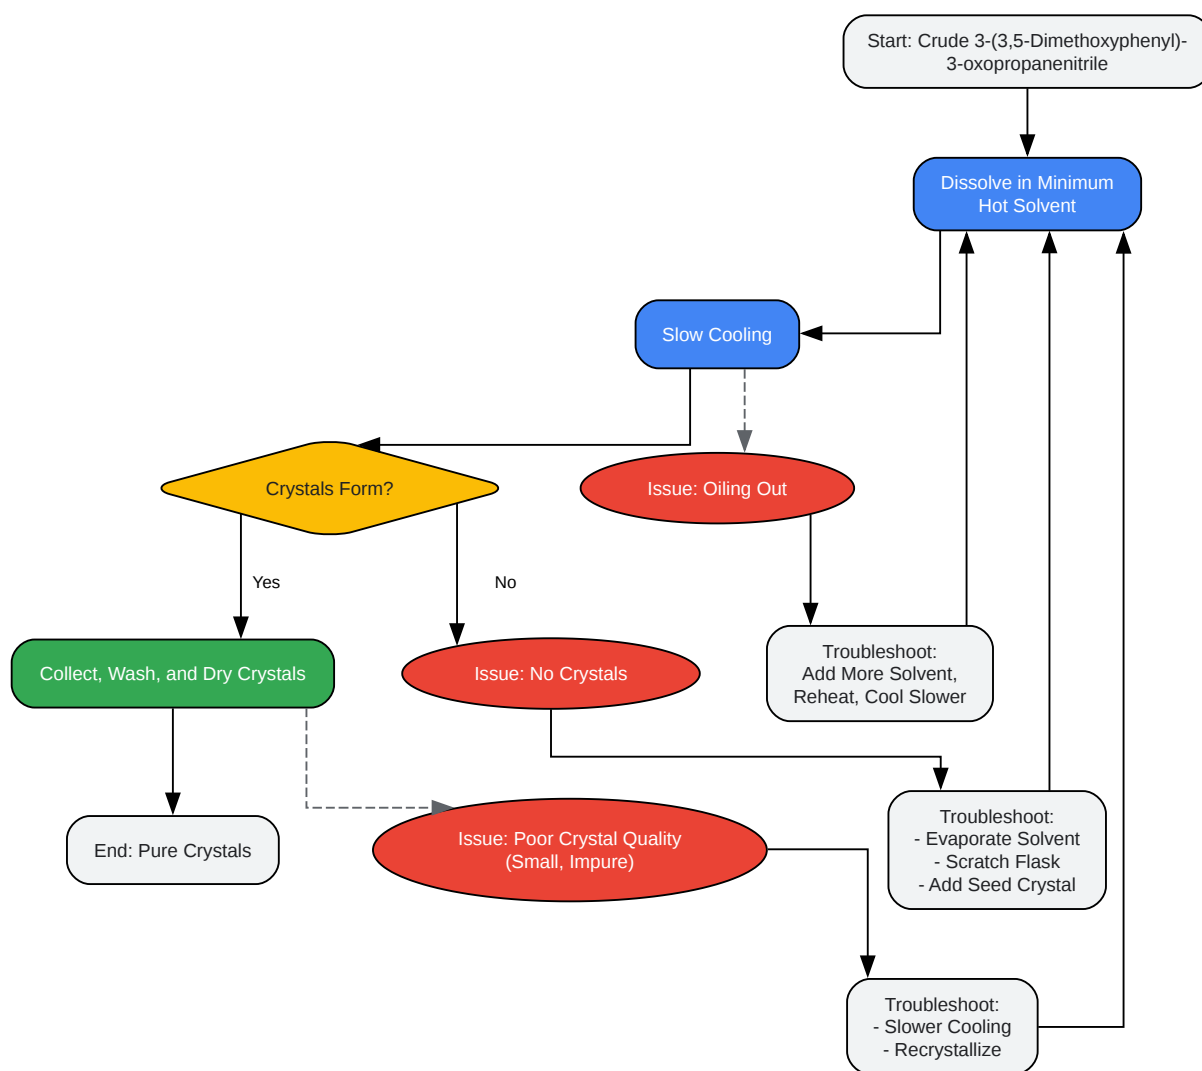 Start: Crude 3-(3,5-Dimethoxyphenyl)-
3-oxopropanenitrile
Dissolve in Minimum
Hot Solvent
Slow Cooling
Crystals Form?
Issue: Oiling Out
Yes
No
Collect, Wash, and Dry Crystals
Issue: No Crystals
Troubleshoot:
Add More Solvent,
Reheat, Cool Slower
End: Pure Crystals
Issue: Poor Crystal Quality
(Small, Impure)
Troubleshoot:
- Evaporate Solvent
- Scratch Flask
- Add Seed Crystal
Troubleshoot:
- Slower Cooling
- Recrystallize